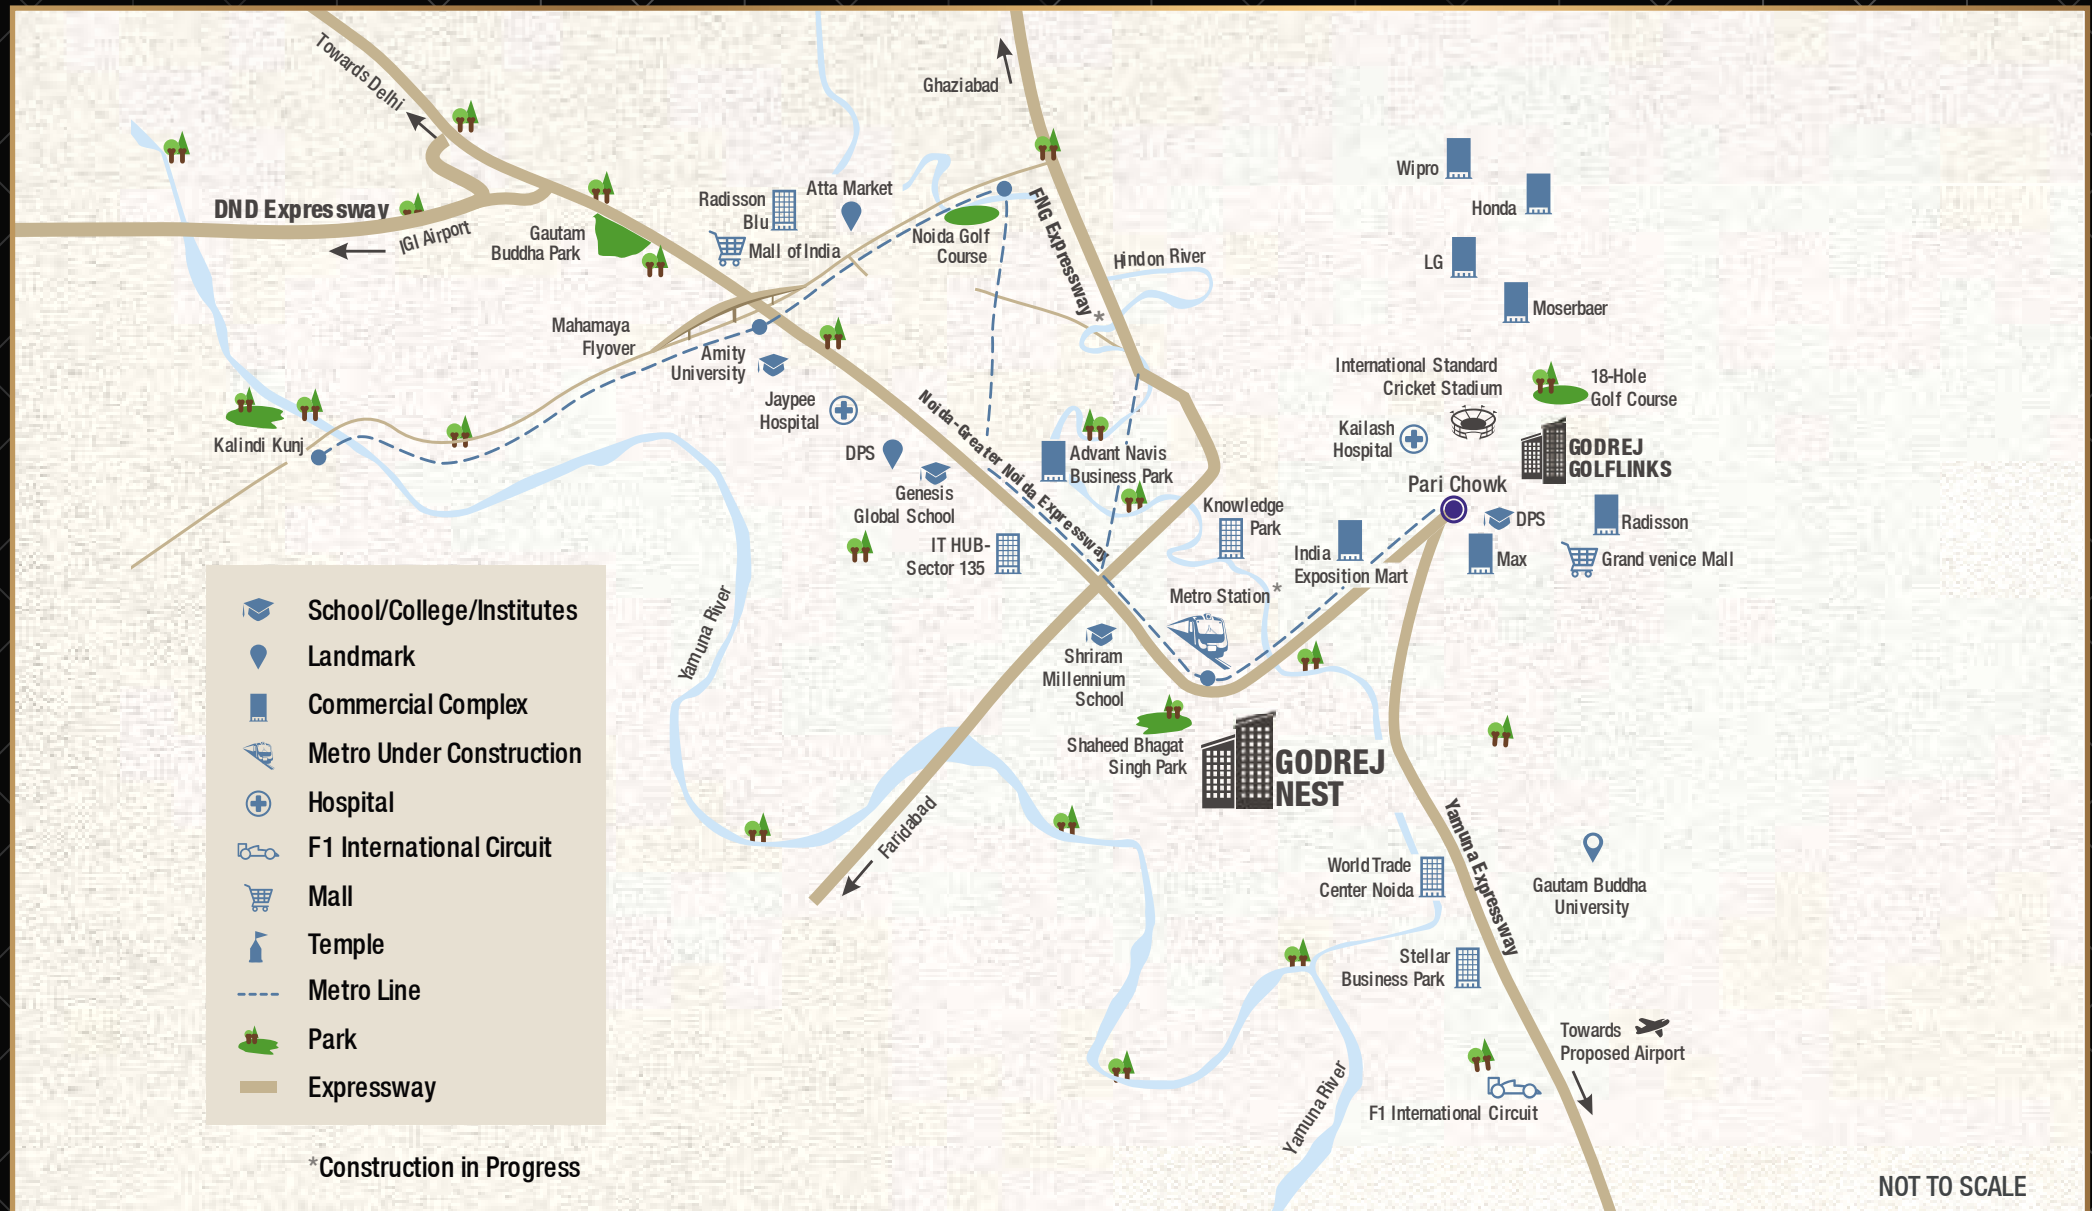 Towards Delhi
Ghaziabad
DND Expressway
IGI Airport
Gautam
Buddha Park
Radisson
Blu
Atta Market
Mall of India
Noida Golf
Course
FNG Expressway
*
Hindon River
Wipro
Honda
LG
Moserbaer
Mahamaya
Flyover
Amity
University
Jaypee
Hospital
International Standard
Cricket Stadium
18-Hole
Golf Course
Kalindi Kunj
DPS
Genesis
Global School
Noida-Greater Noida Expressway
Advant Navis
Business Park
Kailash
Hospital
GODREJ
GOLFLINKS
Pari Chowk
Knowledge
Park
DPS
Radisson
IT HUB-
Sector 135
India
Exposition Mart
Max
Grand venice Mall
Metro Station*
Yamuna River
Shriram
Millennium
School
Shaheed Bhagat
Singh Park
GODREJ
NEST
Faridabad
Yamuna Expressway
World Trade
Center Noida
Gautam Buddha
University
Stellar
Business Park
Towards
Proposed Airport
F1 International Circuit
Yamuna River
School/College/Institutes
Landmark
Commercial Complex
Metro Under Construction
Hospital
F1 International Circuit
Mall
Temple
Metro Line
Park
Expressway
*Construction in Progress
NOT TO SCALE